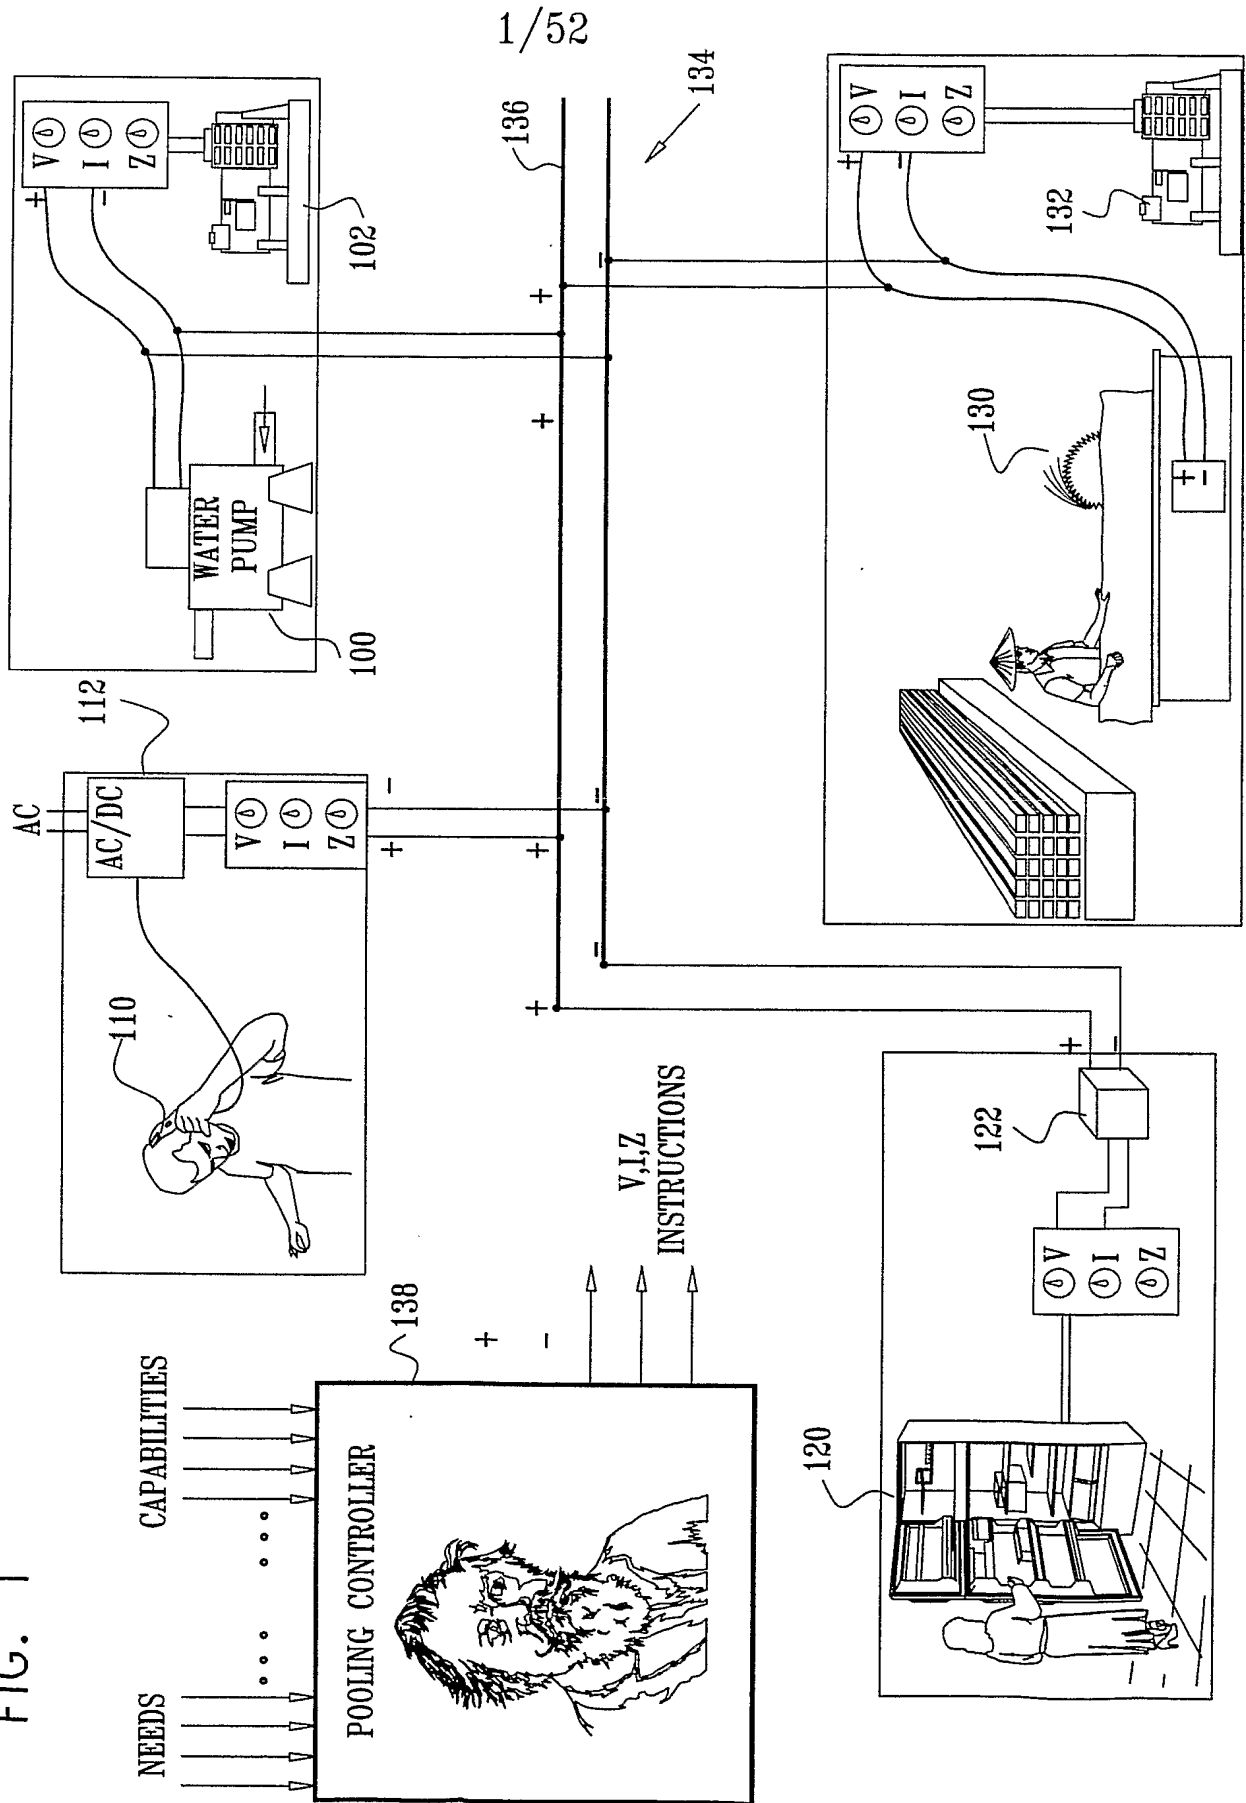 1/52
FIG. 1
NEEDS
CAPABILITIES
POOLING CONTROLLER
138
+
-
V,I,Z
INSTRUCTIONS
110
AC
AC/DC
112
V
I
Z
+
-
+
-
100
WATER
PUMP
102
V
I
Z
+
-
136
134
+
+
-
+
-
120
V
I
Z
122
+
-
130
+
-
132
V
I
Z
+
-